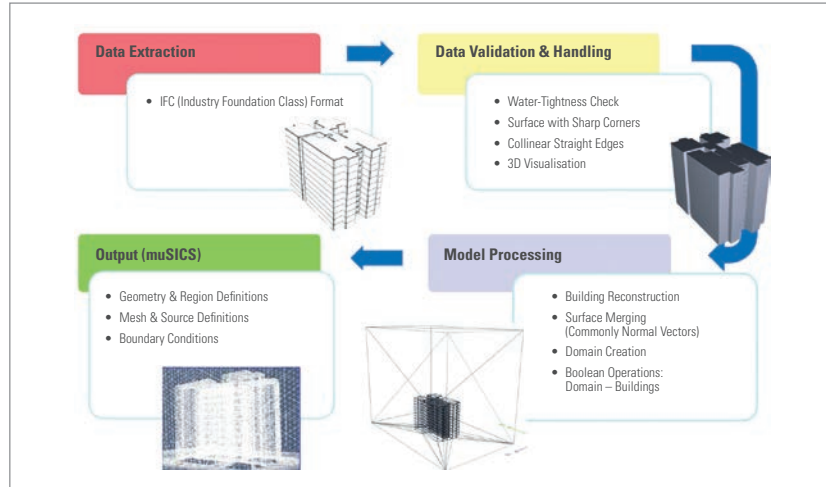 Data Extraction
• IFC (Industry Foundation Class) Format
Data Validation & Handling
• Water-Tightness Check
• Surface with Sharp Corners
• Collinear Straight Edges
• 3D Visualisation
Output (muSICS)
• Geometry & Region Definitions
• Mesh & Source Definitions
• Boundary Conditions
Model Processing
• Building Reconstruction
• Surface Merging
(Commonly Normal Vectors)
• Domain Creation
• Boolean Operations:
Domain – Buildings